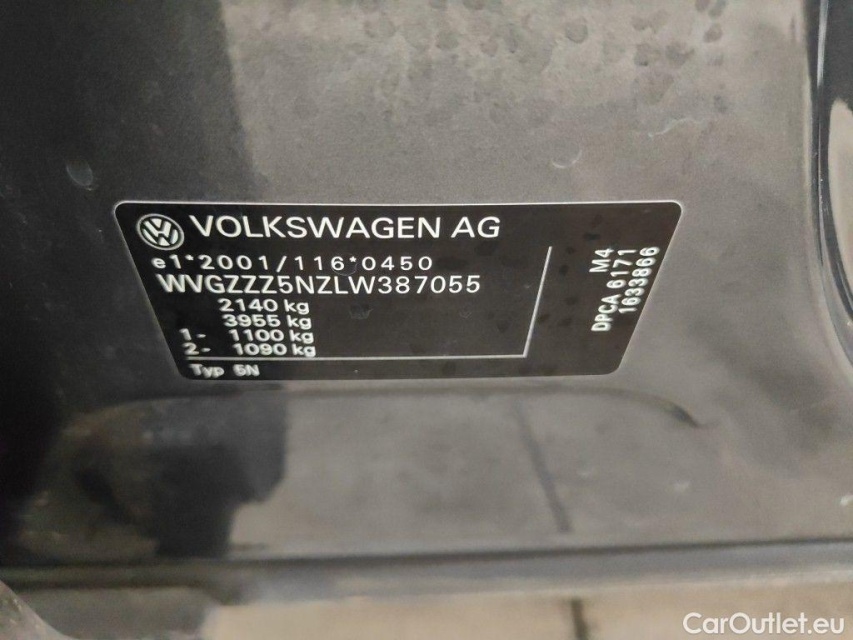 VOLKSWAGEN AG
e1*2001/116*0450
WVGZZZ5NZLW387055
2140 kg
3955 kg
1- 1100 kg
2- 1090 kg
Typ 5N
M4
DPCA 6171
1633866
CarOutlet.eu